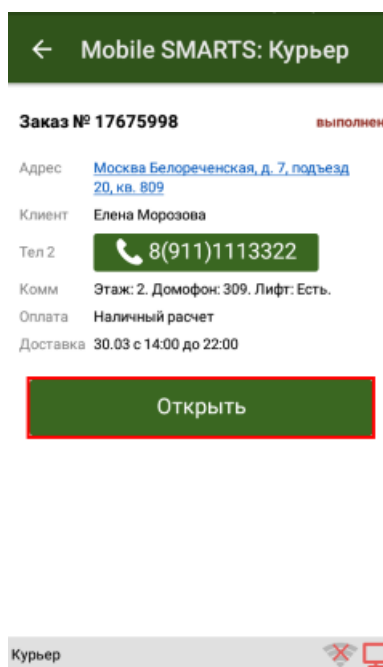 Mobile SMARTS: Курьер
Заказ № 17675998 выполнен
Адрес Москва Белореченская, д. 7, подъезд
20, кв. 809
Клиент Елена Морозова
Тел 2 8(911)1113322
Комм Этаж: 2. Домофон: 309. Лифт: Есть.
Оплата Наличный расчет
Доставка 30.03 с 14:00 до 22:00
Открыть
Курьер